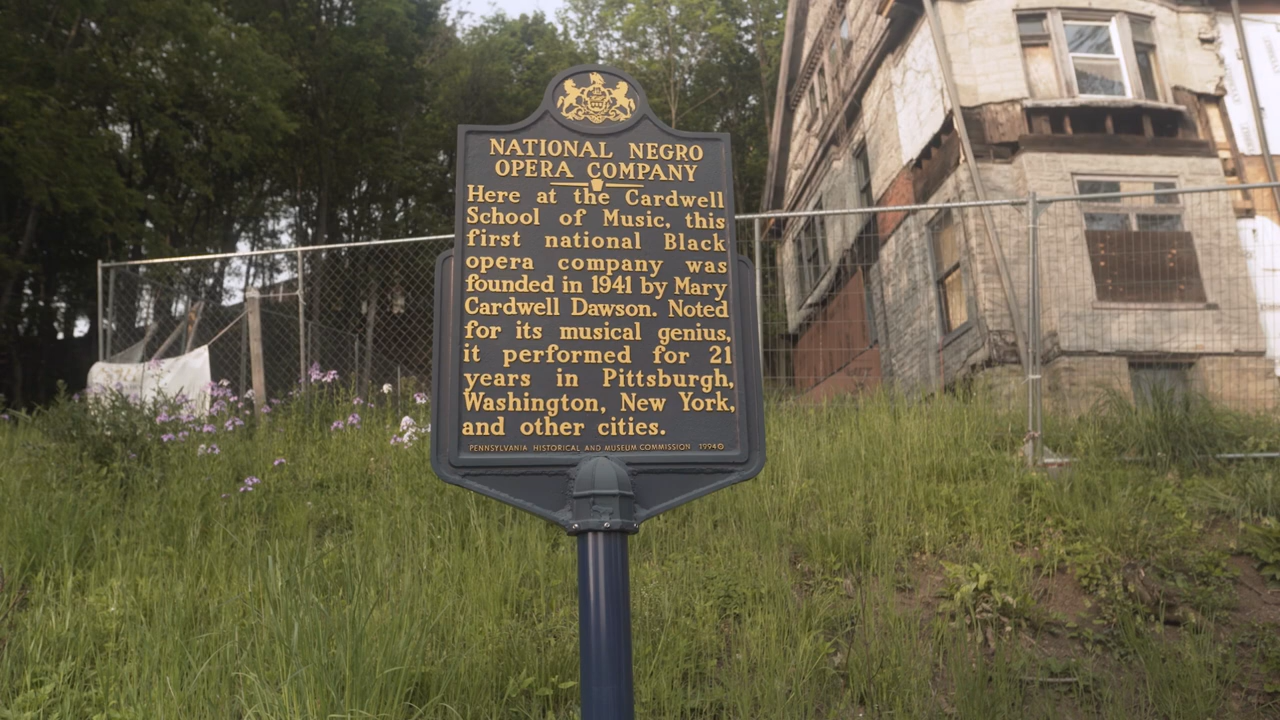 NATIONAL NEGRO
OPERA COMPANY
Here at the Cardwell
School of Music, this
first national Black
opera company was
founded in 1941 by Mary
Cardwell Dawson. Noted
for its musical genius,
it performed for 21
years in Pittsburgh,
Washington, New York,
and other cities.
PENNSYLVANIA HISTORICAL AND MUSEUM COMMISSION 1994©